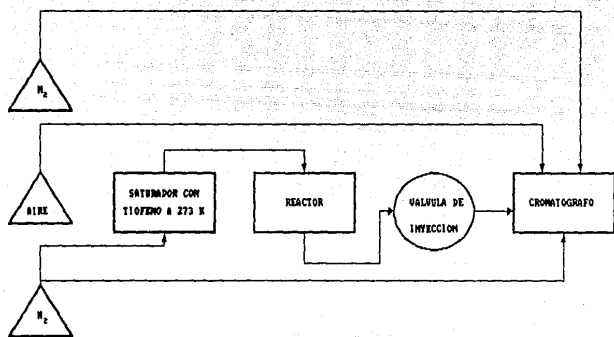 N₂
AIRE
SATURADOR CON
TIOFENO A 273 K
REACTOR
VALVULA DE
INYECCION
CROMATOGRAFO
N₂